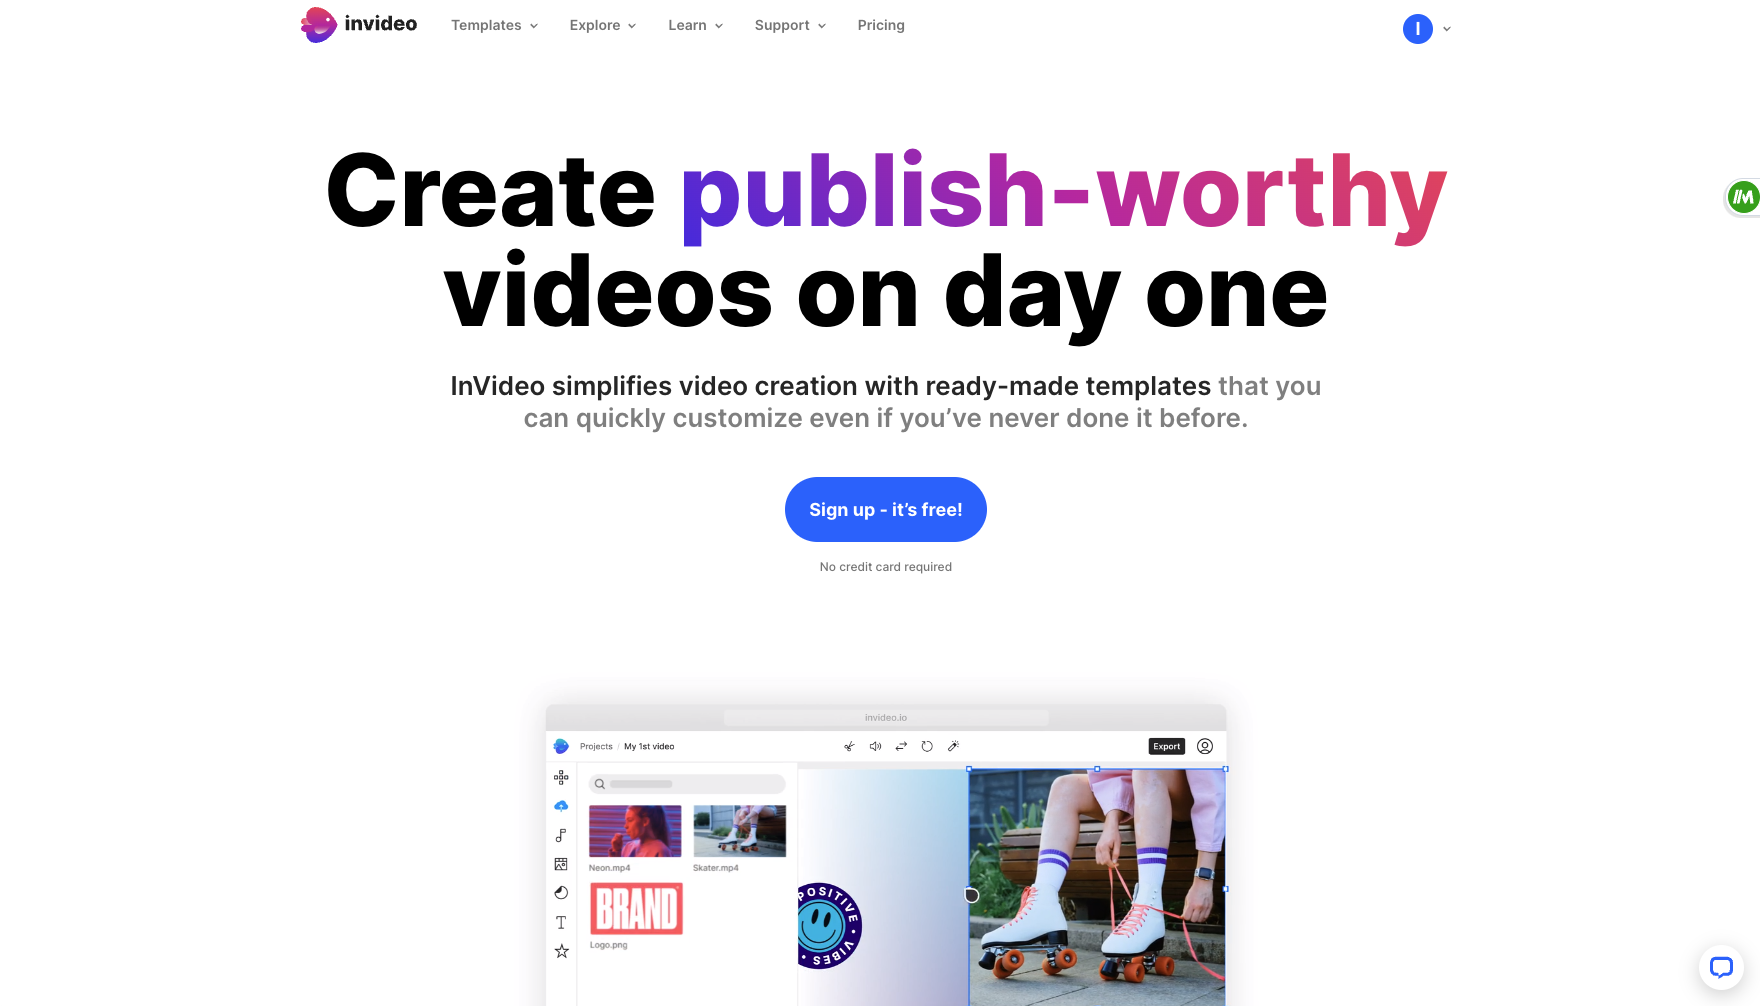 invideo
Templates
Explore
Learn
Support
Pricing
I
Create publish-worthy
videos on day one
InVideo simplifies video creation with ready-made templates that you
can quickly customize even if you’ve never done it before.
Sign up - it’s free!
No credit card required
invideo.io
Projects / My 1st video
Export
Neon.mp4
Skater.mp4
BRAND
Logo.png
POSITIVE • VIBES •